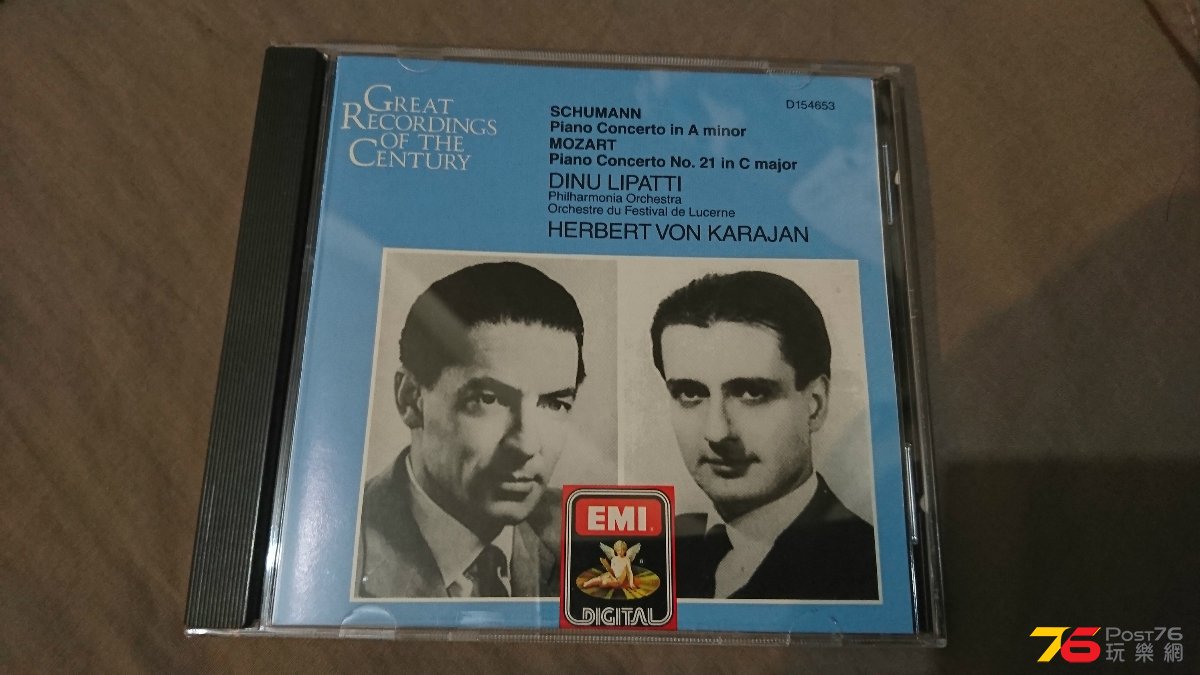 GREAT
RECORDINGS
OF THE
CENTURY
D154653
SCHUMANN
Piano Concerto in A minor
MOZART
Piano Concerto No. 21 in C major
DINU LIPATTI
Philharmonia Orchestra
Orchestre du Festival de Lucerne
HERBERT VON KARAJAN
EMI
DIGITAL
76 POST76
玩樂網